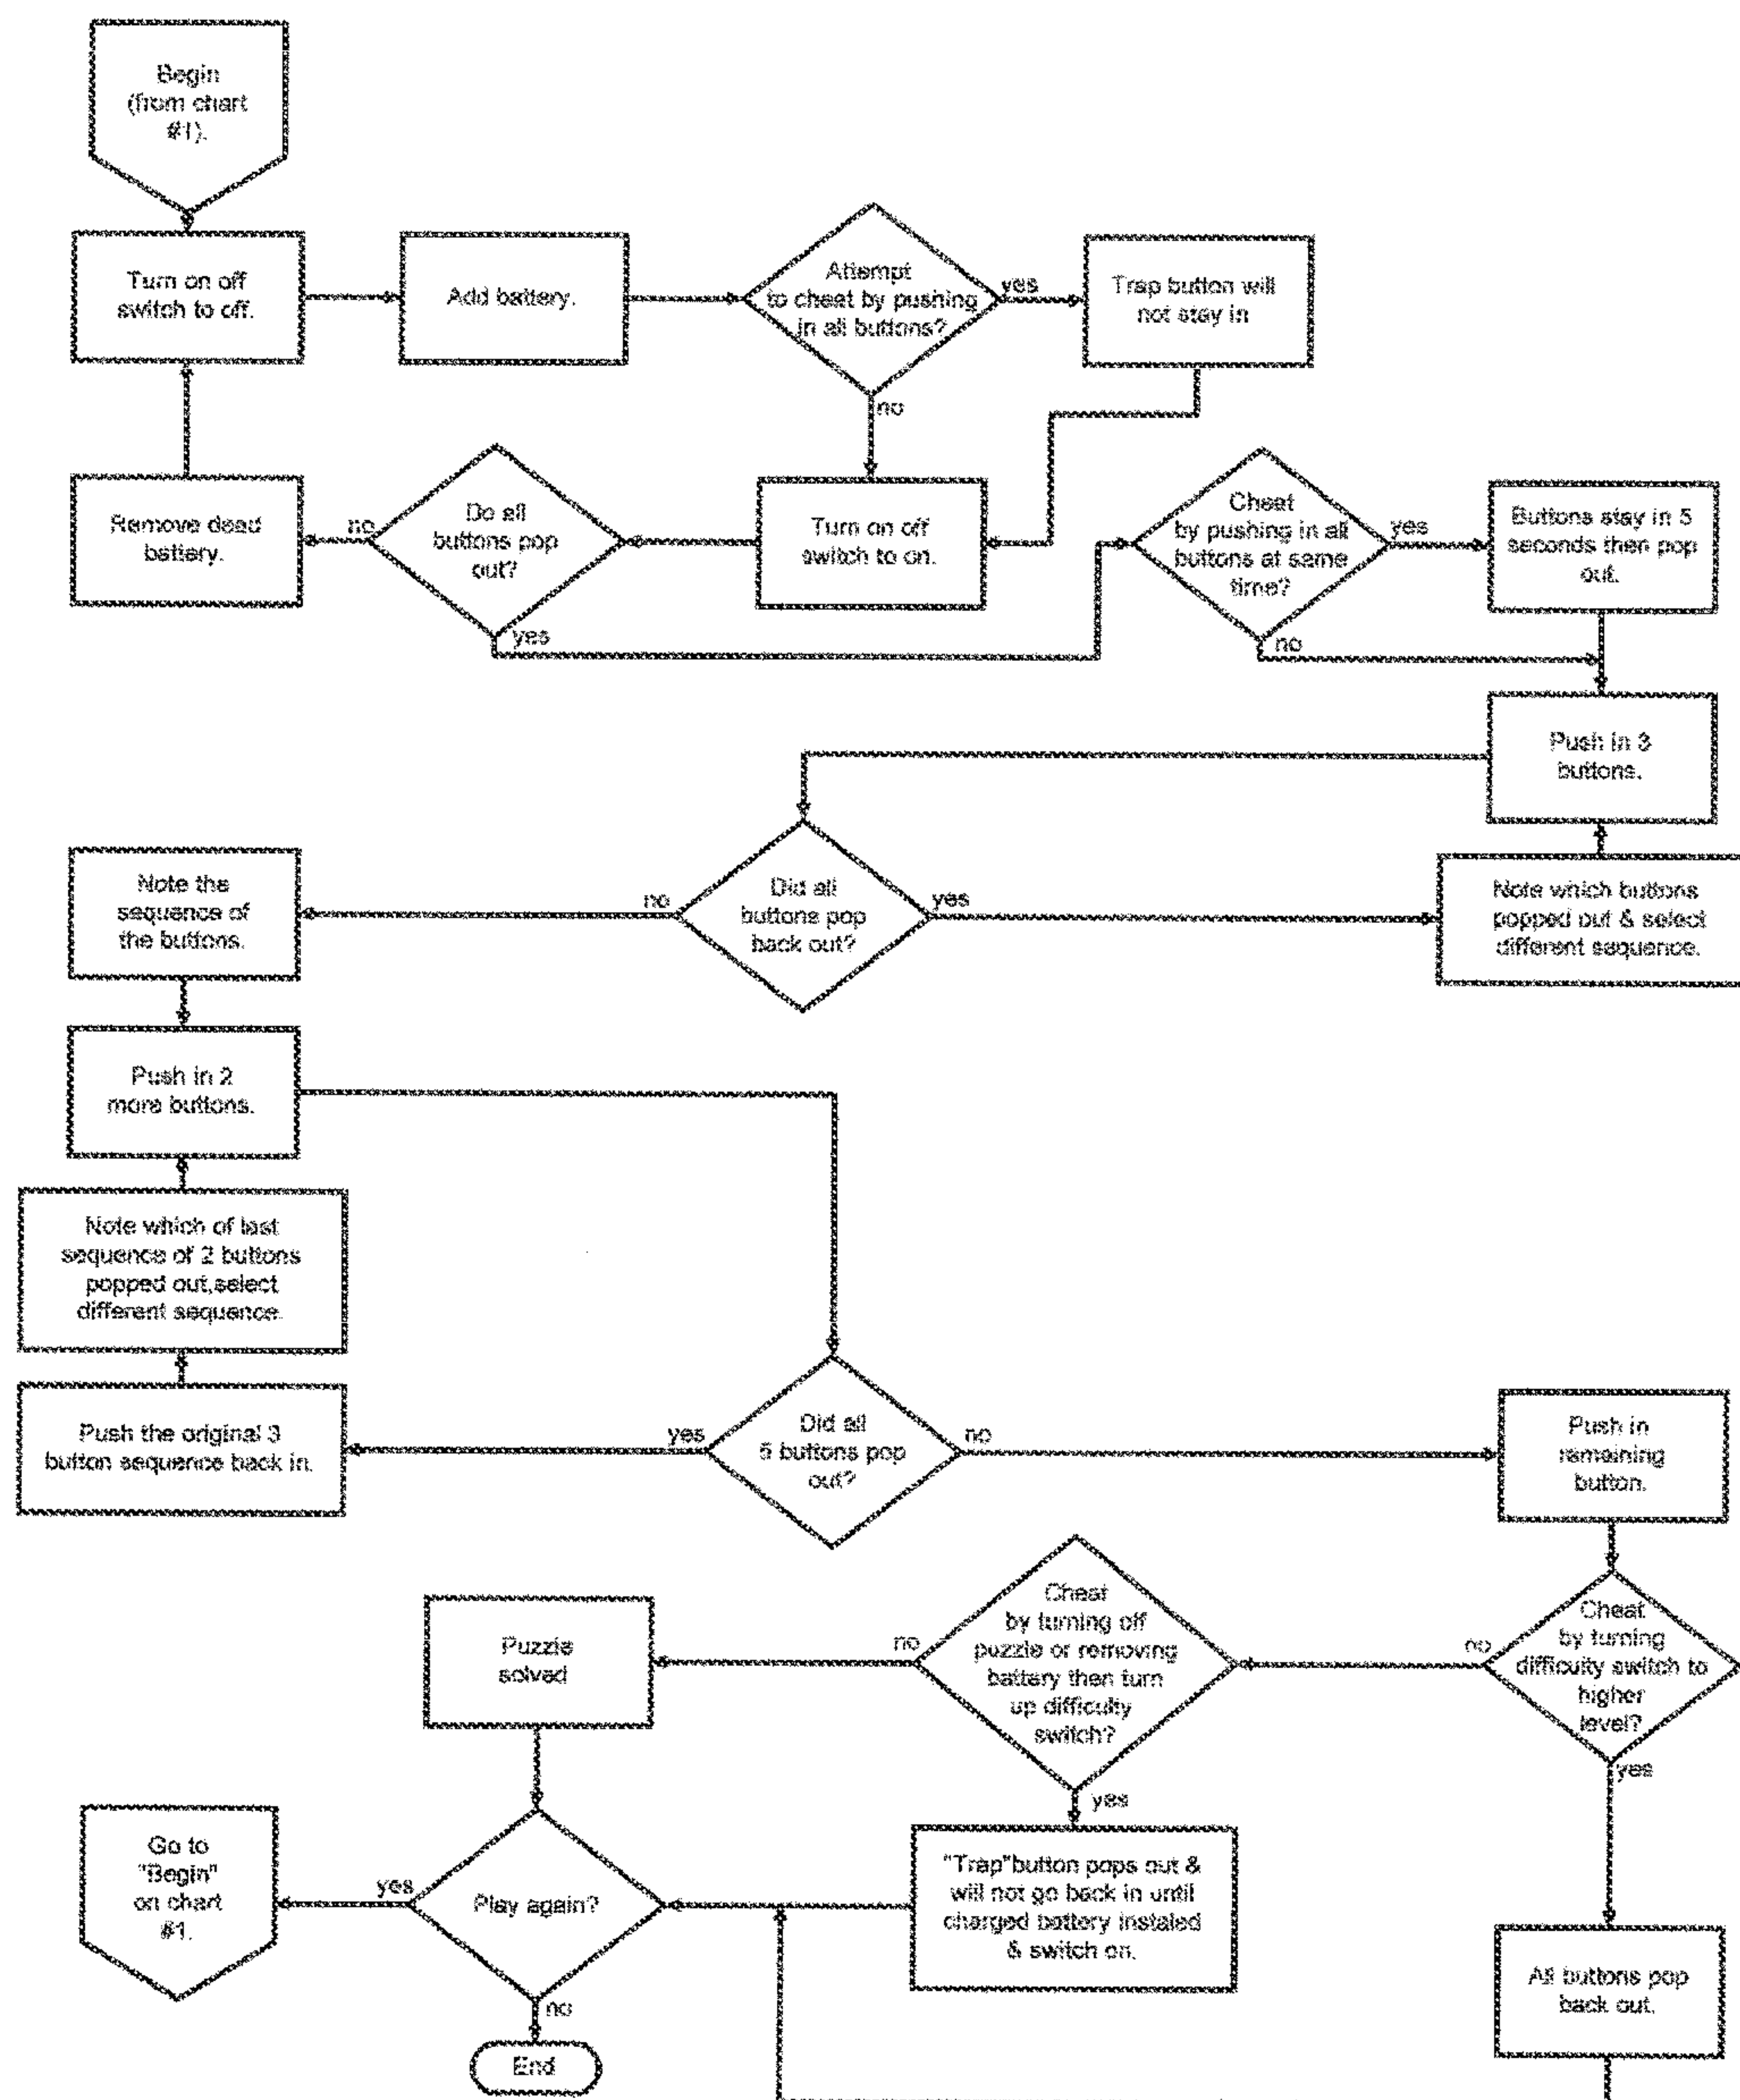 Begin
(from chart
#1).
Turn on off
switch to off.
Add battery.
Attempt
to cheat by pushing
in all buttons?
yes
Trap button will
not stay in
no
Remove dead
battery.
no
Do all
buttons pop
out?
yes
Turn on off
switch to on.
Cheat
by pushing in all
buttons at same
time?
yes
no
Buttons stay in 5
seconds then pop
out.
Push in 3
buttons.
Note the
sequence of
the buttons.
no
Did all
buttons pop
back out?
yes
Note which buttons
popped out & select
different sequence.
Push in 2
more buttons.
Note which of last
sequence of 2 buttons
popped out,select
different sequence.
Push the original 3
button sequence back in.
yes
Did all
5 buttons pop
out?
no
Push in
remaining
button.
Puzzle
solved
no
Cheat
by turning off
puzzle or removing
battery then turn
up difficulty
switch?
yes
no
Cheat
by turning
difficulty switch to
higher
level?
yes
Go to
"Begin"
on chart
#1.
yes
Play again?
no
"Trap"button pops out &
will not go back in until
charged battery instaled
& switch on.
All buttons pop
back out.
End